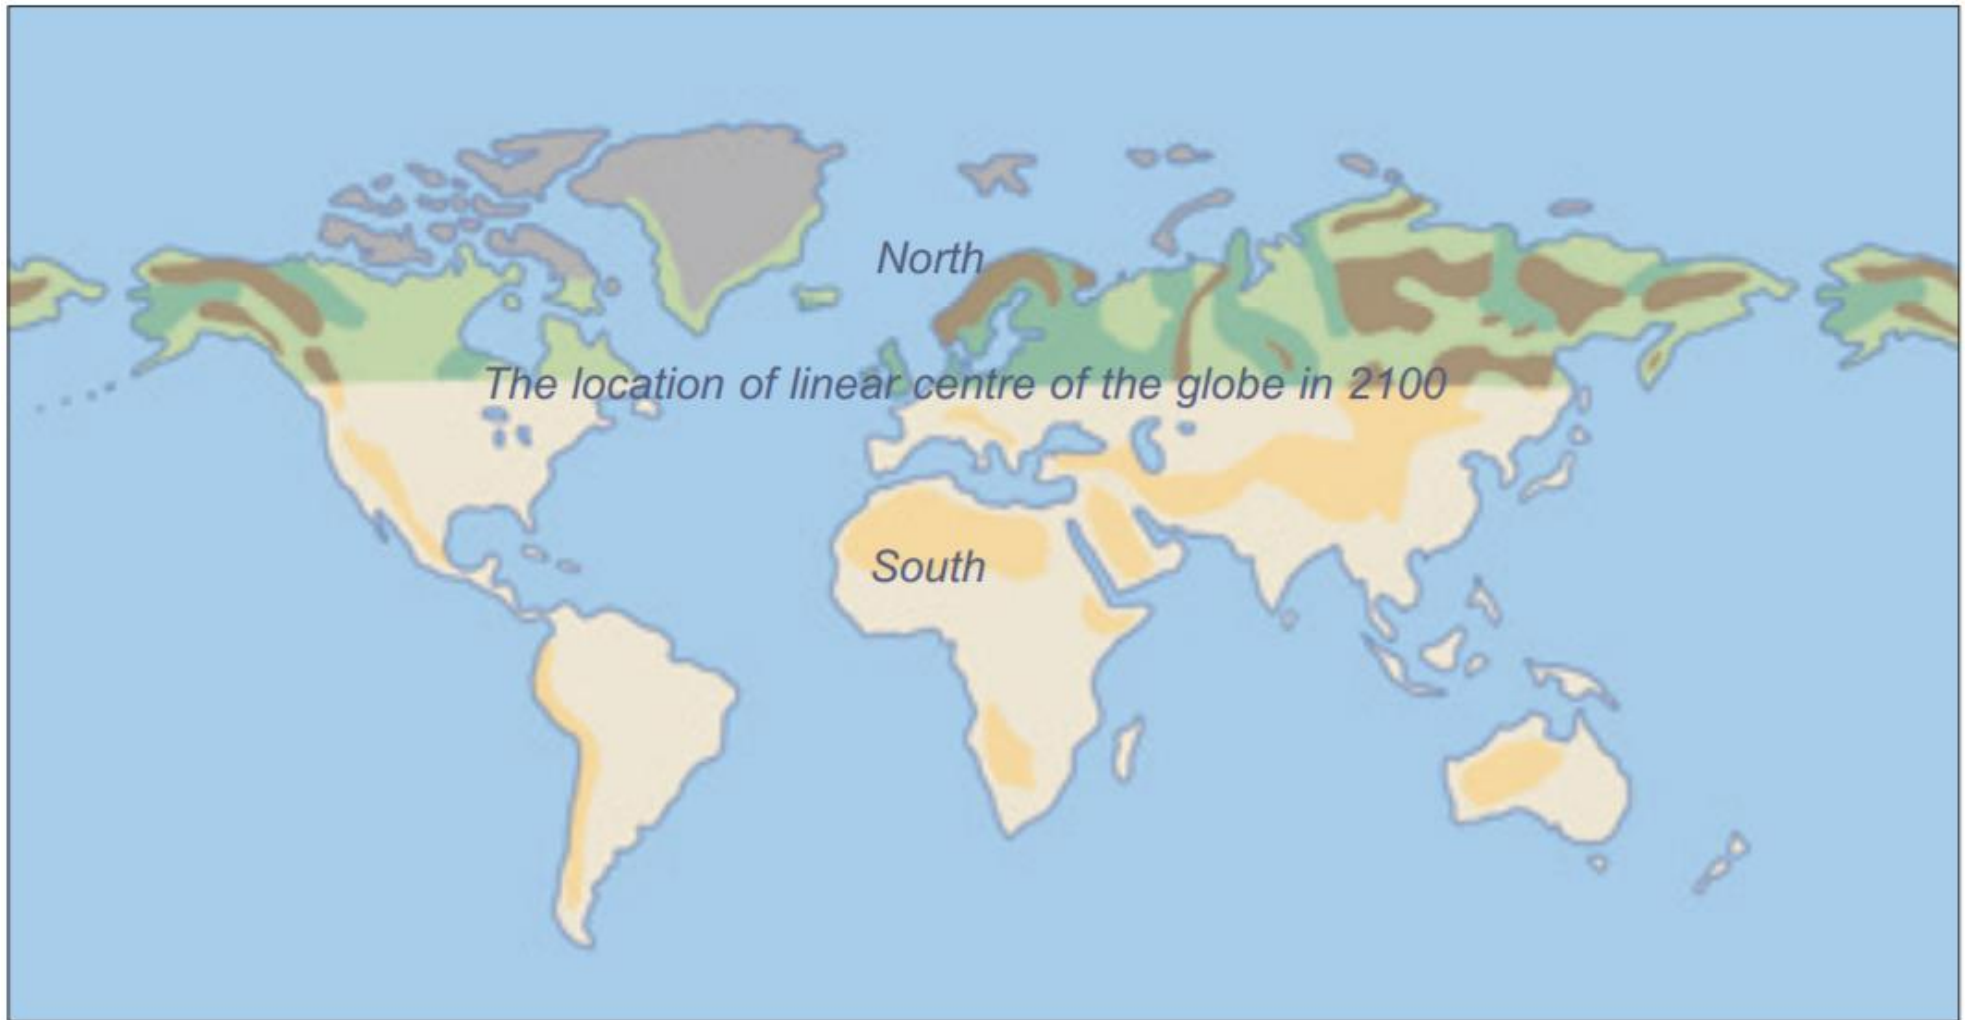 North
The location of linear centre of the globe in 2100
South